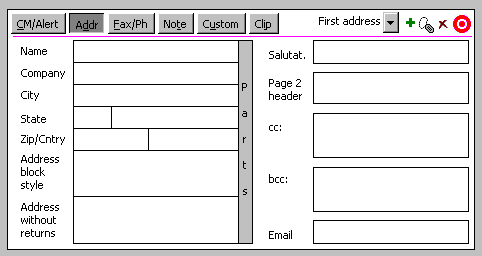 CM/Alert Addr Fax/Ph Note Custom Clip First address
Name
Company
City
State
Zip/Cntry
Address
block
style
Address
without
returns
P
a
r
t
s
Salutat.
Page 2
header
cc:
bcc:
Email